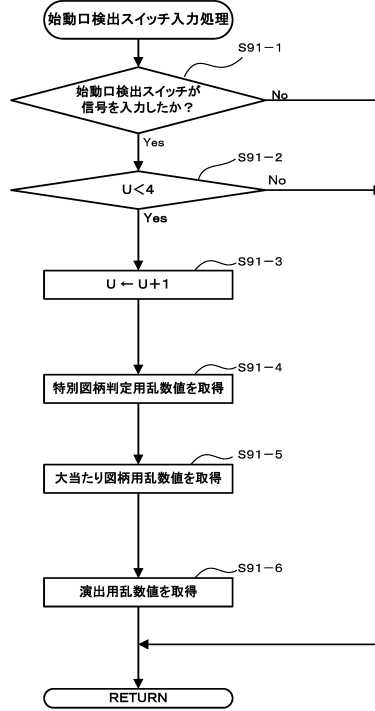 始動口検出スイッチ入力処理
S91－1
始動口検出スイッチが
信号を入力したか？
No
Yes
S91－2
U＜4
No
Yes
S91－3
U ← U＋1
S91－4
特別図柄判定用乱数値を取得
S91－5
大当たり図柄用乱数値を取得
S91－6
演出用乱数値を取得
RETURN